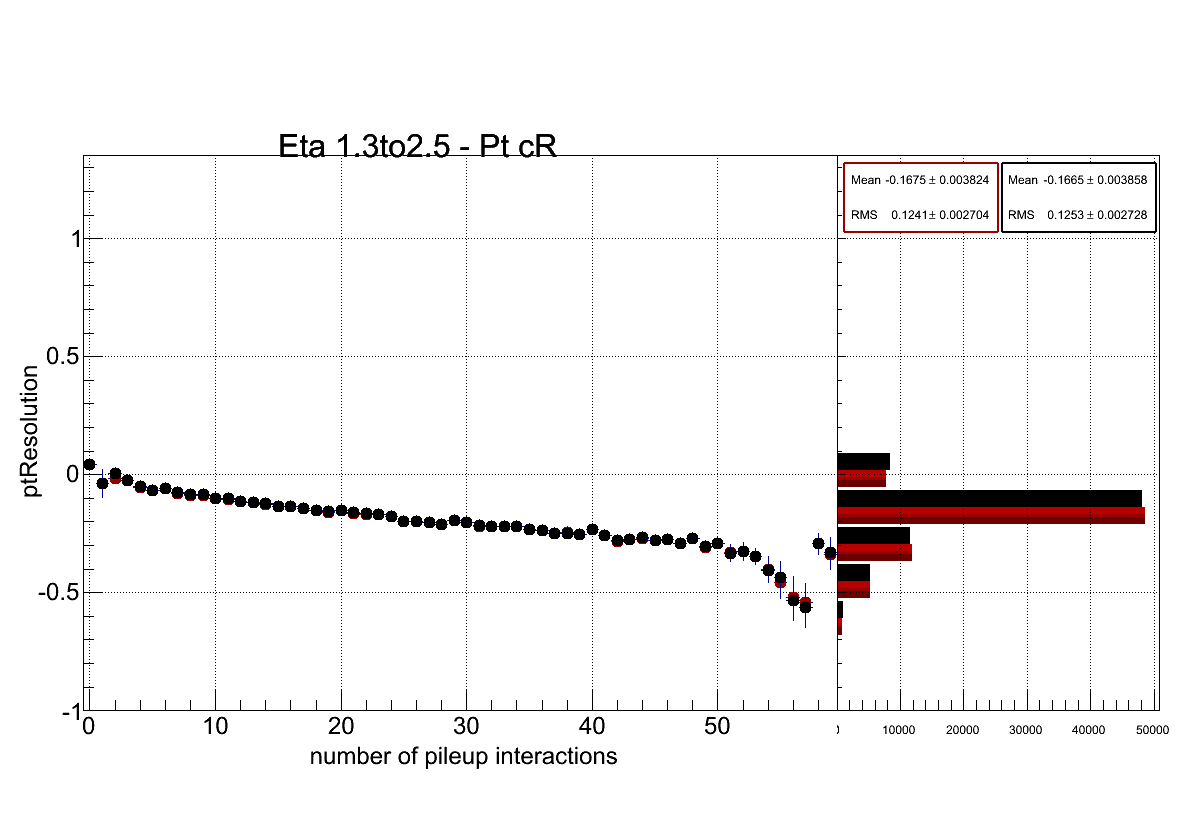 Eta 1.3to2.5 - Pt cR
Mean -0.1675 ± 0.003824
RMS 0.1241± 0.002704
Mean -0.1665 ± 0.003858
RMS 0.1253 ± 0.002728
ptResolution
1
0.5
0
-0.5
-1
0 10 20 30 40 50
number of pileup interactions
10000 20000 30000 40000 50000